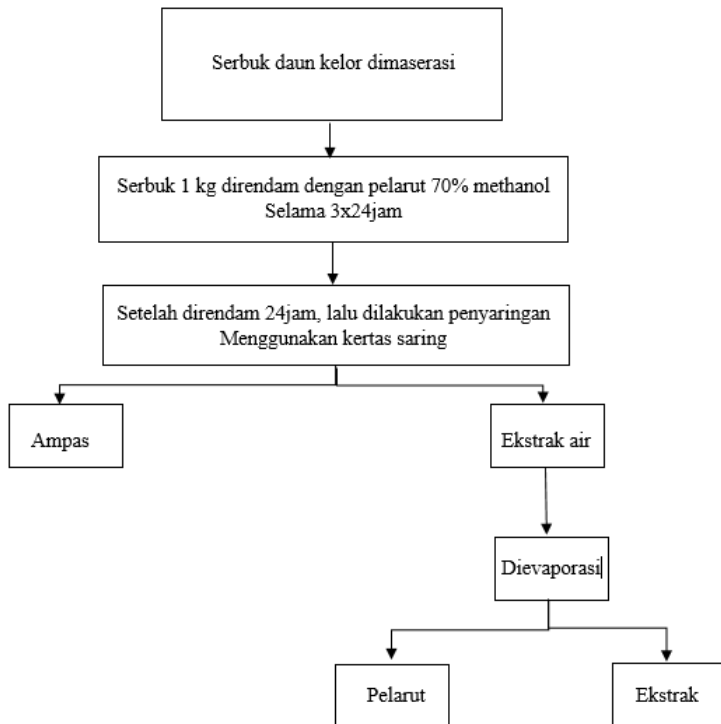 Serbuk daun kelor dimaserasi
Serbuk 1 kg direndam dengan pelarut 70% methanol
Selama 3x24jam
Setelah direndam 24jam, lalu dilakukan penyaringan
Menggunakan kertas saring
Ampas
Ekstrak air
Dievaporasi
Pelarut
Ekstrak